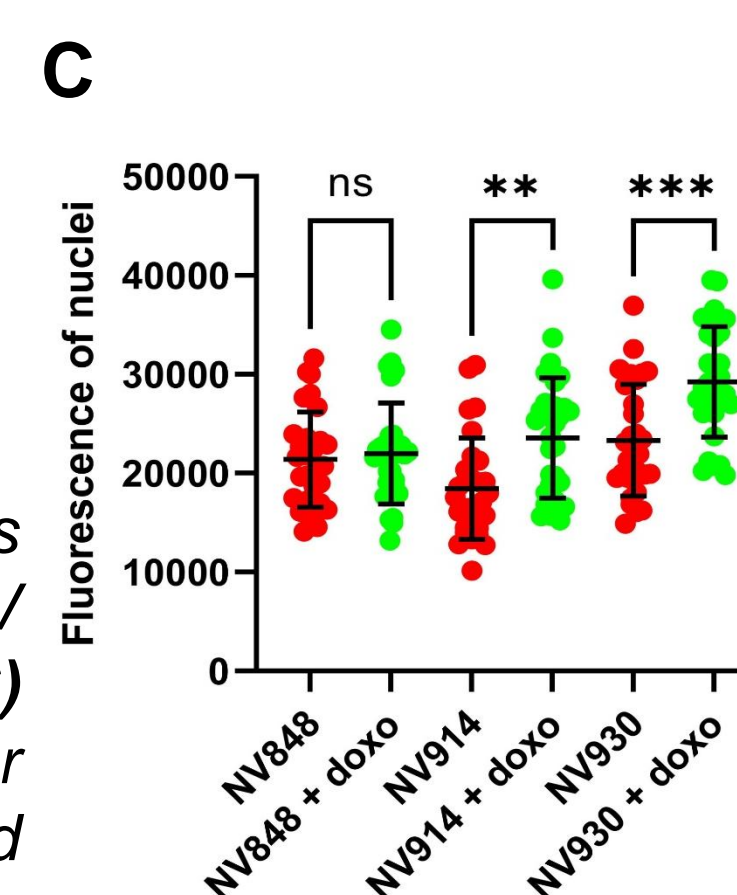 C
50000
40000
30000
20000
10000
0
Fluorescence of nuclei
ns
**
***
NV848
NV848 + doxo
NV914
NV914 + doxo
NV930
NV930 + doxo
s
/
)
r
d